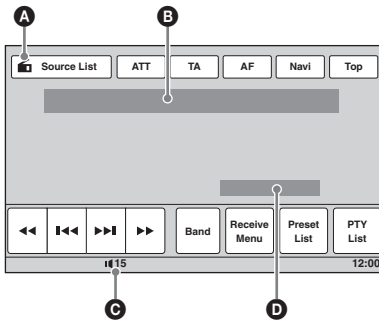 A B
Source List ATT TA AF Navi Top
Band Receive Menu Preset List PTY List
15 12:00
C D